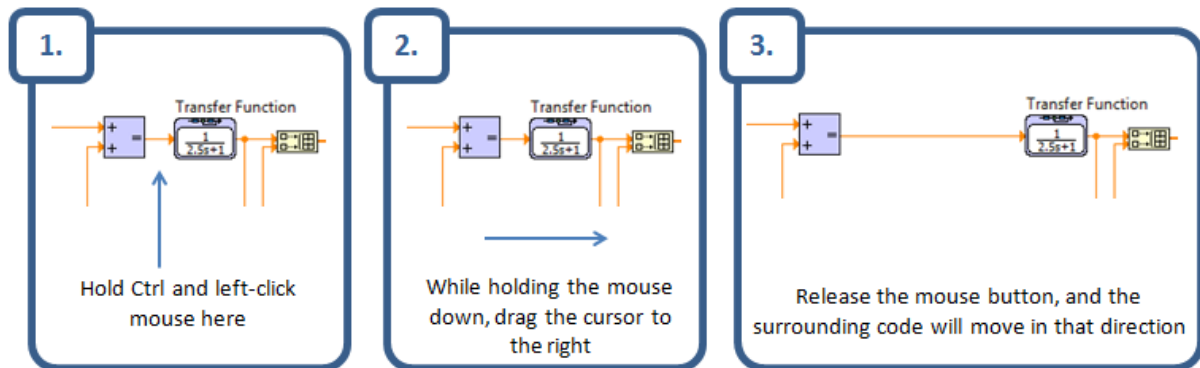 1.
Transfer Function
+
+
=
1
2.5s+1
Hold Ctrl and left-click
mouse here
2.
Transfer Function
+
+
=
1
2.5s+1
While holding the mouse
down, drag the cursor to
the right
3.
Transfer Function
+
+
=
1
2.5s+1
Release the mouse button, and the
surrounding code will move in that direction